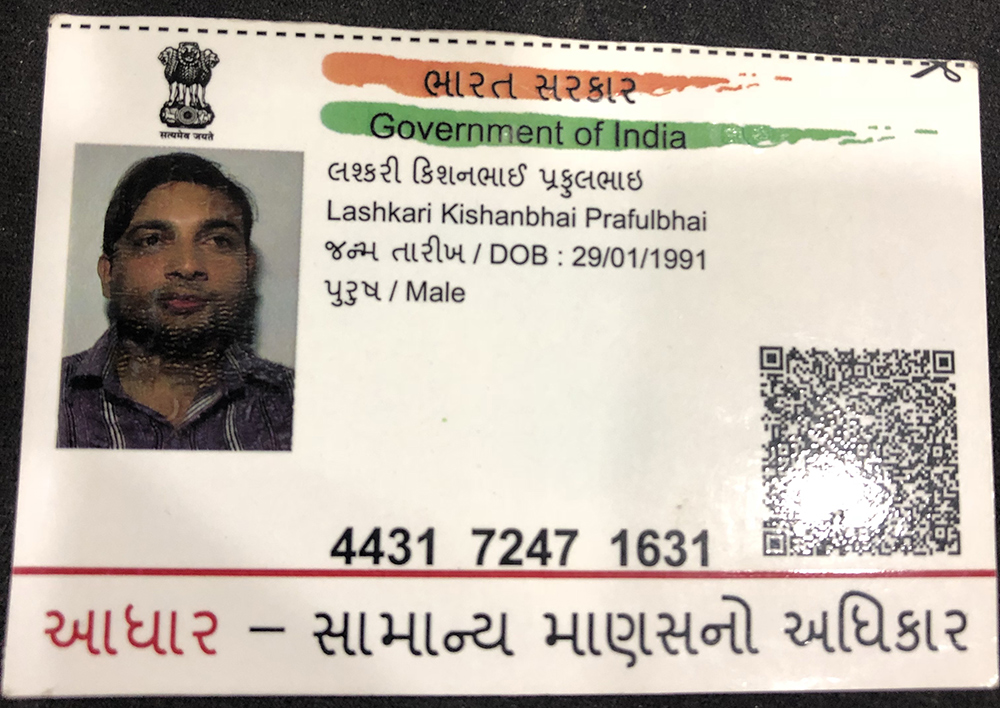 सत्यमेव जयते
ભારત સરકાર
Government of India
લશ્કરી કિશનભાઈ પ્રફુલભાઇ
Lashkari Kishanbhai Prafulbhai
જન્મ તારીખ / DOB : 29/01/1991
પુરુષ / Male
4431 7247 1631
આધાર – સામાન્ય માણસનો અધિકાર